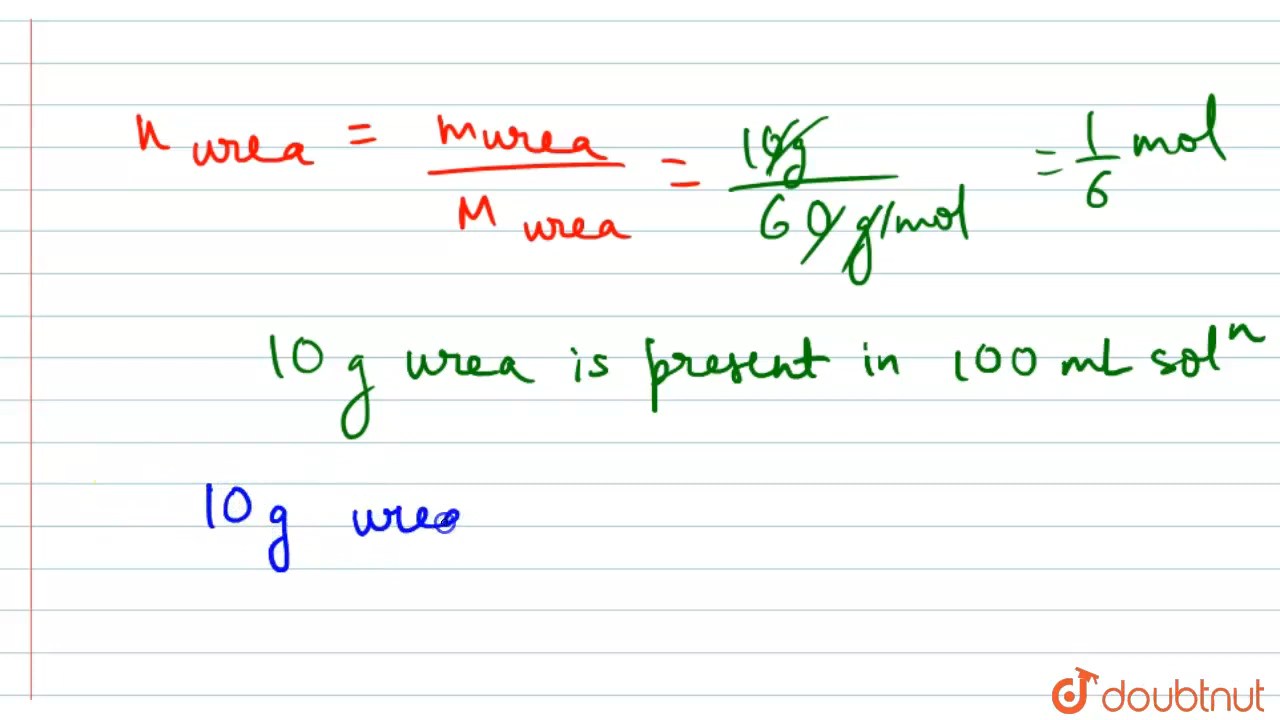 n urea = m urea / M urea = 10g / 60 g/mol = 1/6 mol
10 g urea is present in 100 mL solⁿ
10 g urea
doubtnut